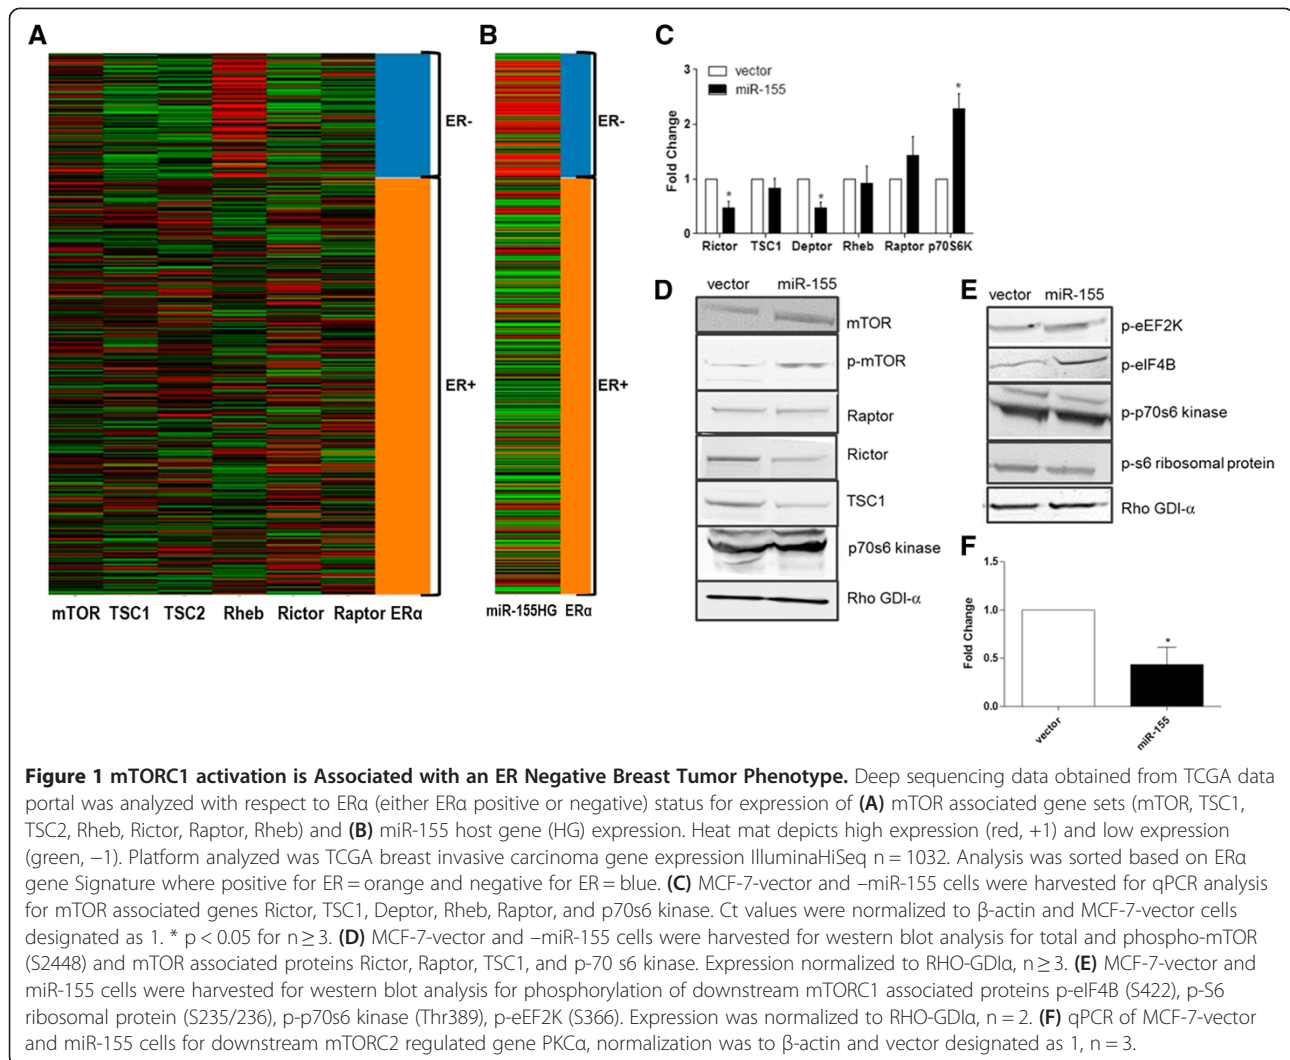 A
ER-
ER+
mTOR TSC1 TSC2 Rheb Rictor Raptor ERα
B
ER-
ER+
miR-155HG ERα
C
vector
miR-155
Fold Change
3
2
1
0
*
*
*
Rictor TSC1 Deptor Rheb Raptor p70S6K
D
vector miR-155
mTOR
p-mTOR
Raptor
Rictor
TSC1
p70s6 kinase
Rho GDI-α
E
vector miR-155
p-eEF2K
p-eIF4B
p-p70s6 kinase
p-s6 ribosomal protein
Rho GDI-α
F
Fold Change
1.5
1.0
0.5
0.0
*
vector
miR-155
Figure 1 mTORC1 activation is Associated with an ER Negative Breast Tumor Phenotype. Deep sequencing data obtained from TCGA data
portal was analyzed with respect to ERα (either ERα positive or negative) status for expression of (A) mTOR associated gene sets (mTOR, TSC1,
TSC2, Rheb, Rictor, Raptor, Rheb) and (B) miR-155 host gene (HG) expression. Heat mat depicts high expression (red, +1) and low expression
(green, −1). Platform analyzed was TCGA breast invasive carcinoma gene expression IlluminaHiSeq n = 1032. Analysis was sorted based on ERα
gene Signature where positive for ER = orange and negative for ER = blue. (C) MCF-7-vector and –miR-155 cells were harvested for qPCR analysis
for mTOR associated genes Rictor, TSC1, Deptor, Rheb, Raptor, and p70s6 kinase. Ct values were normalized to β-actin and MCF-7-vector cells
designated as 1. * p < 0.05 for n ≥ 3. (D) MCF-7-vector and –miR-155 cells were harvested for western blot analysis for total and phospho-mTOR
(S2448) and mTOR associated proteins Rictor, Raptor, TSC1, and p-70 s6 kinase. Expression normalized to RHO-GDIα, n ≥ 3. (E) MCF-7-vector and
miR-155 cells were harvested for western blot analysis for phosphorylation of downstream mTORC1 associated proteins p-eIF4B (S422), p-S6
ribosomal protein (S235/236), p-p70s6 kinase (Thr389), p-eEF2K (S366). Expression was normalized to RHO-GDIα, n = 2. (F) qPCR of MCF-7-vector
and miR-155 cells for downstream mTORC2 regulated gene PKCα, normalization was to β-actin and vector designated as 1, n = 3.